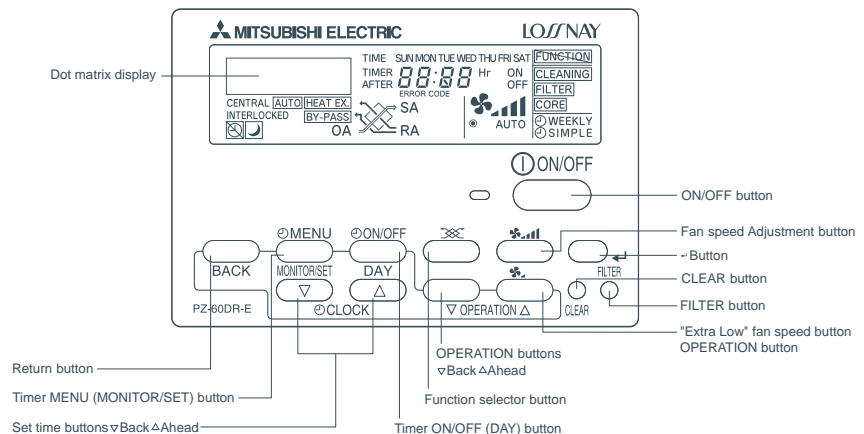 MITSUBISHI ELECTRIC LOSSNAY
TIME SUN MON TUE WED THU FRI SAT FUNCTION
TIMER 88:88 Hr ON CLEANING
AFTER OFF FILTER
ERROR CODE CORE
CENTRAL AUTO HEAT EX. SA
INTERLOCKED BY-PASS AUTO WEEKLY
OA RA SIMPLE
Dot matrix display
ON/OFF
ON/OFF button
MENU ON/OFF
Fan speed Adjustment button
↵Button
BACK MONITOR/SET DAY FILTER
CLEAR button
▽ △
PZ-60DR-E CLOCK ▽ OPERATION △ CLEAR
FILTER button
"Extra Low" fan speed button
OPERATION button
OPERATION buttons
▽Back △Ahead
Return button
Function selector button
Timer MENU (MONITOR/SET) button
Set time buttons ▽Back △Ahead
Timer ON/OFF (DAY) button